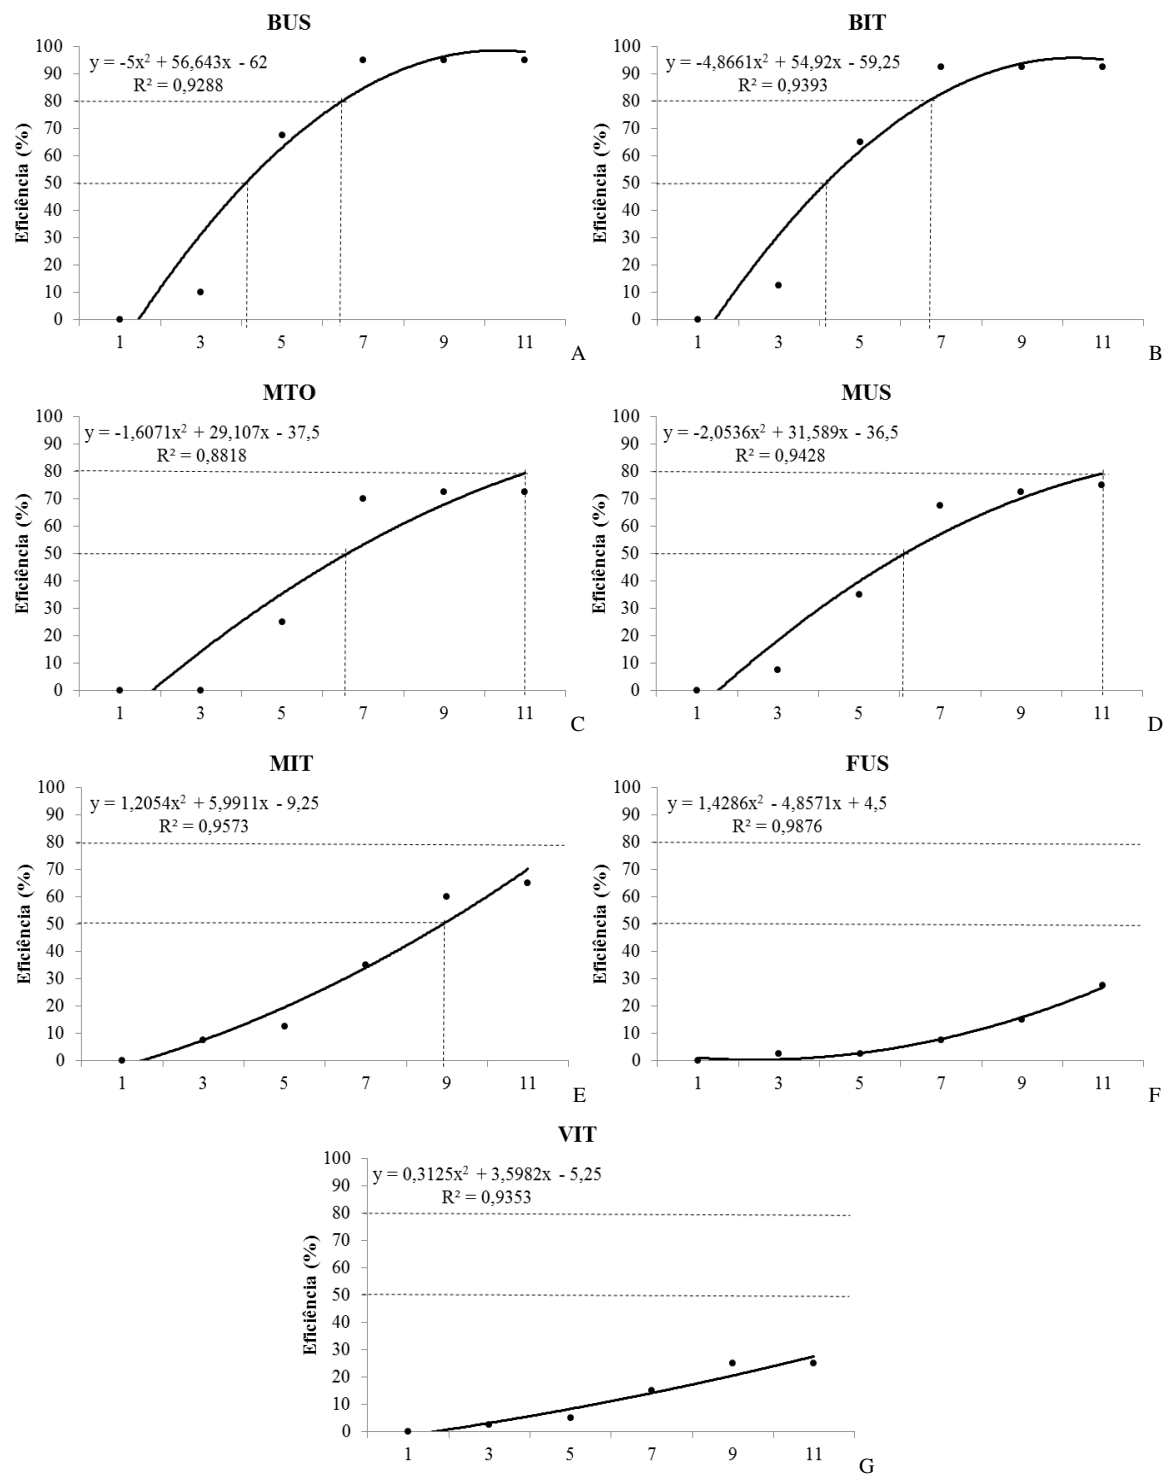 BUS
y = -5x² + 56,643x - 62
R² = 0,9288
Eficiência (%)
100
90
80
70
60
50
40
30
20
10
0
1 3 5 7 9 11
A
BIT
y = -4,8661x² + 54,92x - 59,25
R² = 0,9393
Eficiência (%)
100
90
80
70
60
50
40
30
20
10
0
1 3 5 7 9 11
B
MTO
y = -1,6071x² + 29,107x - 37,5
R² = 0,8818
Eficiência (%)
100
90
80
70
60
50
40
30
20
10
0
1 3 5 7 9 11
C
MUS
y = -2,0536x² + 31,589x - 36,5
R² = 0,9428
Eficiência (%)
100
90
80
70
60
50
40
30
20
10
0
1 3 5 7 9 11
D
MIT
y = 1,2054x² + 5,9911x - 9,25
R² = 0,9573
Eficiência (%)
100
90
80
70
60
50
40
30
20
10
0
1 3 5 7 9 11
E
FUS
y = 1,4286x² - 4,8571x + 4,5
R² = 0,9876
Eficiência (%)
100
90
80
70
60
50
40
30
20
10
0
1 3 5 7 9 11
F
VIT
y = 0,3125x² + 3,5982x - 5,25
R² = 0,9353
Eficiência (%)
100
90
80
70
60
50
40
30
20
10
0
1 3 5 7 9 11
G